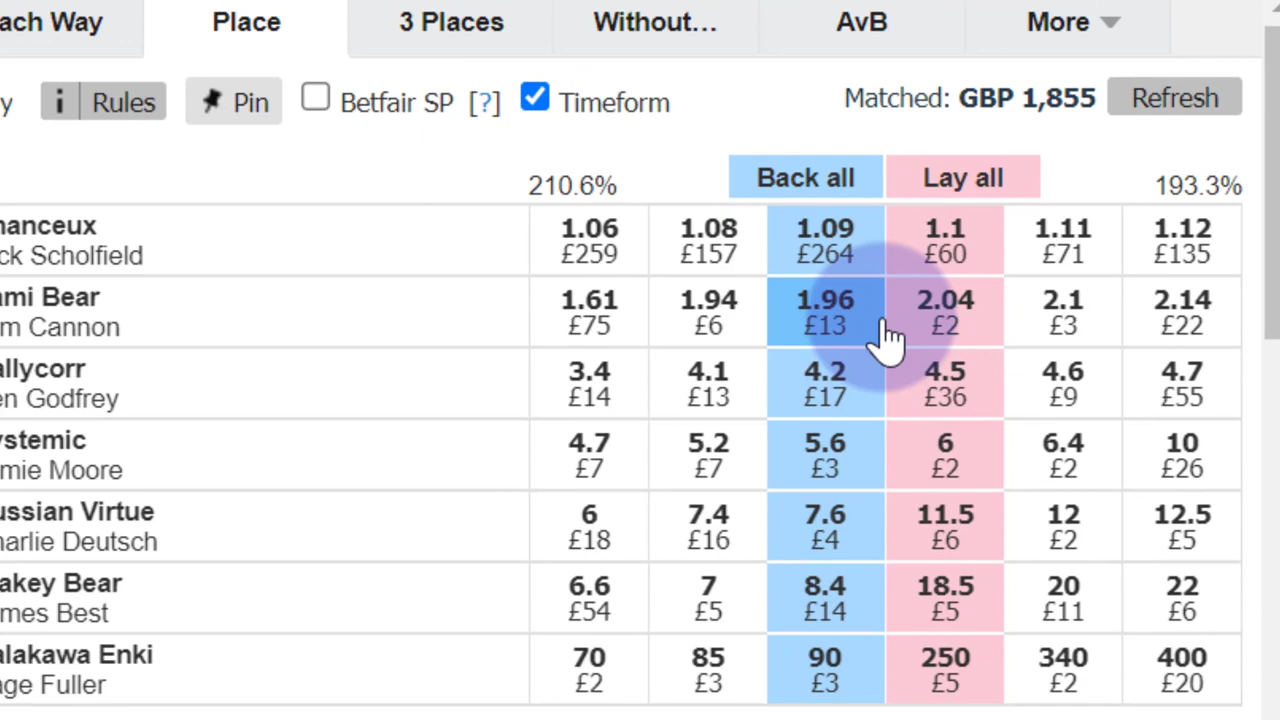 ach Way Place 3 Places Without... AvB More
y i Rules Pin Betfair SP [?] Timeform Matched: GBP 1,855 Refresh
210.6% Back all Lay all 193.3%
nanceux 1.06 1.08 1.09 1.1 1.11 1.12
ck Scholfield £259 £157 £264 £60 £71 £135
ami Bear 1.61 1.94 1.96 2.04 2.1 2.14
m Cannon £75 £6 £13 £2 £3 £22
allycorr 3.4 4.1 4.2 4.5 4.6 4.7
en Godfrey £14 £13 £17 £36 £9 £55
ystemic 4.7 5.2 5.6 6 6.4 10
mie Moore £7 £7 £3 £2 £2 £26
ussian Virtue 6 7.4 7.6 11.5 12 12.5
harlie Deutsch £18 £16 £4 £6 £2 £5
akey Bear 6.6 7 8.4 18.5 20 22
mes Best £54 £5 £14 £5 £11 £6
alakawa Enki 70 85 90 250 340 400
age Fuller £2 £3 £3 £5 £2 £20